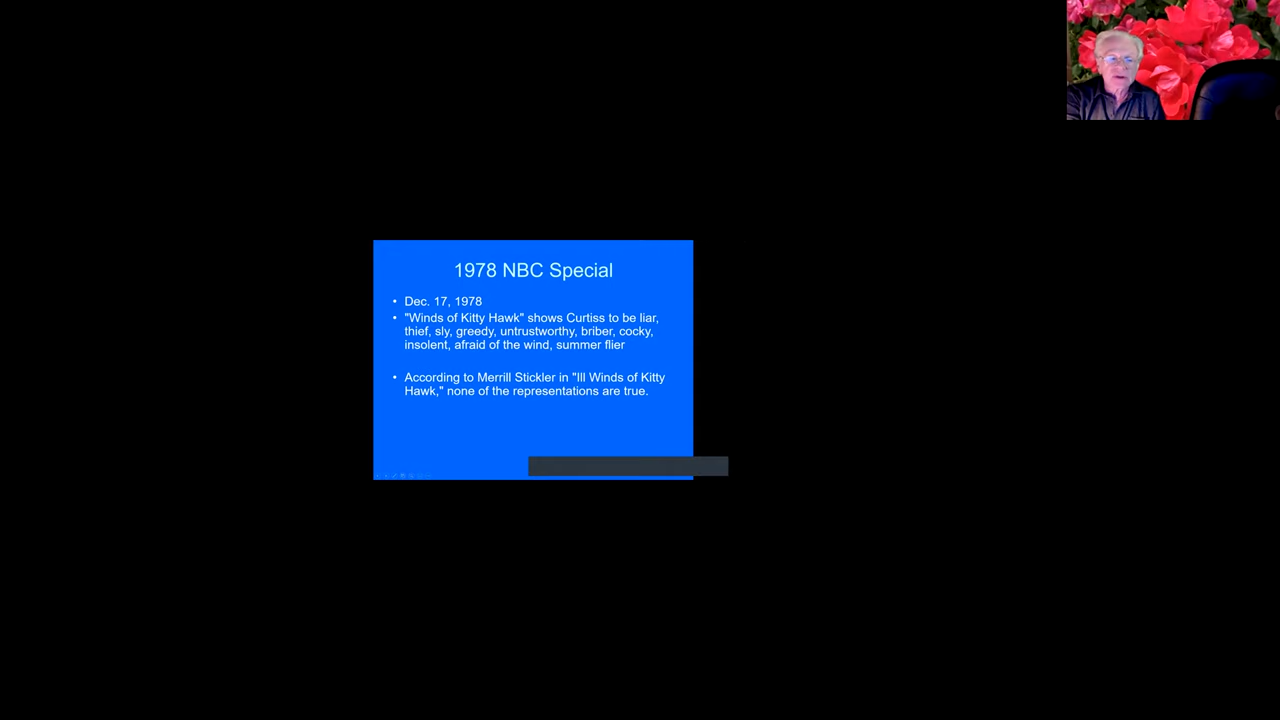 1978 NBC Special
• Dec. 17, 1978
• "Winds of Kitty Hawk" shows Curtiss to be liar,
thief, sly, greedy, untrustworthy, briber, cocky,
insolent, afraid of the wind, summer flier
• According to Merrill Stickler in "Ill Winds of Kitty
Hawk," none of the representations are true.